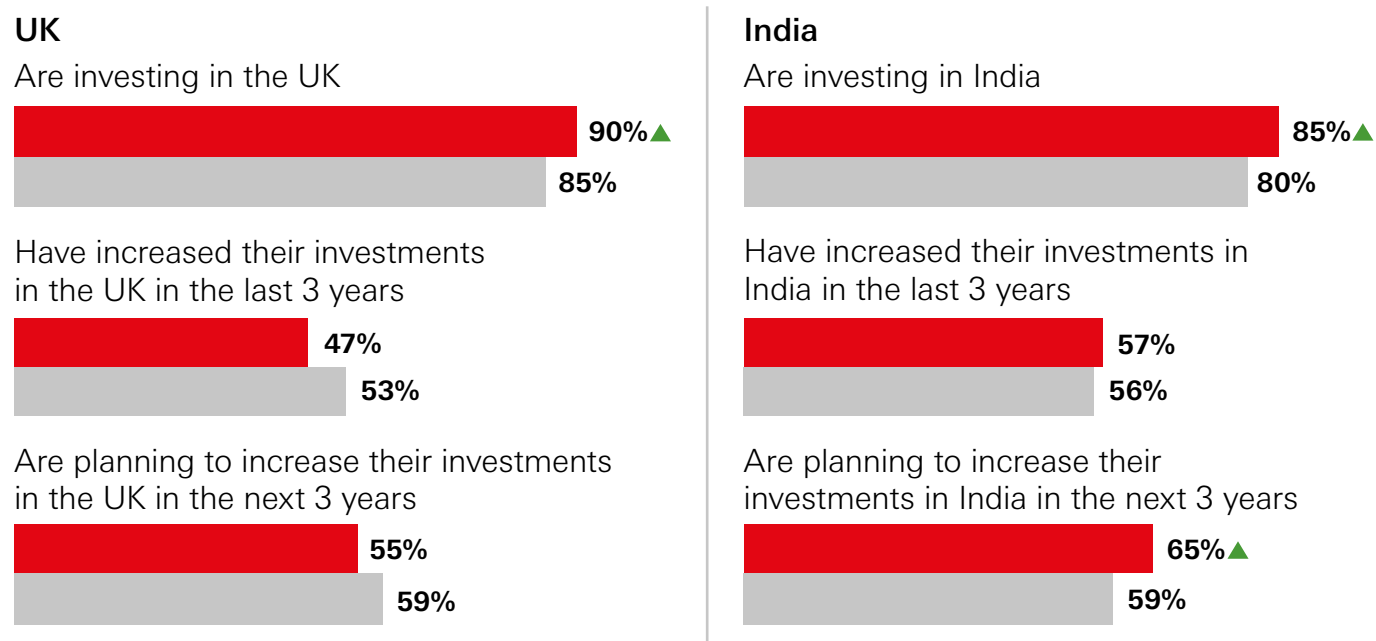 UK
Are investing in the UK
90%▲
85%
Have increased their investments
in the UK in the last 3 years
47%
53%
Are planning to increase their investments
in the UK in the next 3 years
55%
59%
India
Are investing in India
85%▲
80%
Have increased their investments in
India in the last 3 years
57%
56%
Are planning to increase their
investments in India in the next 3 years
65%▲
59%